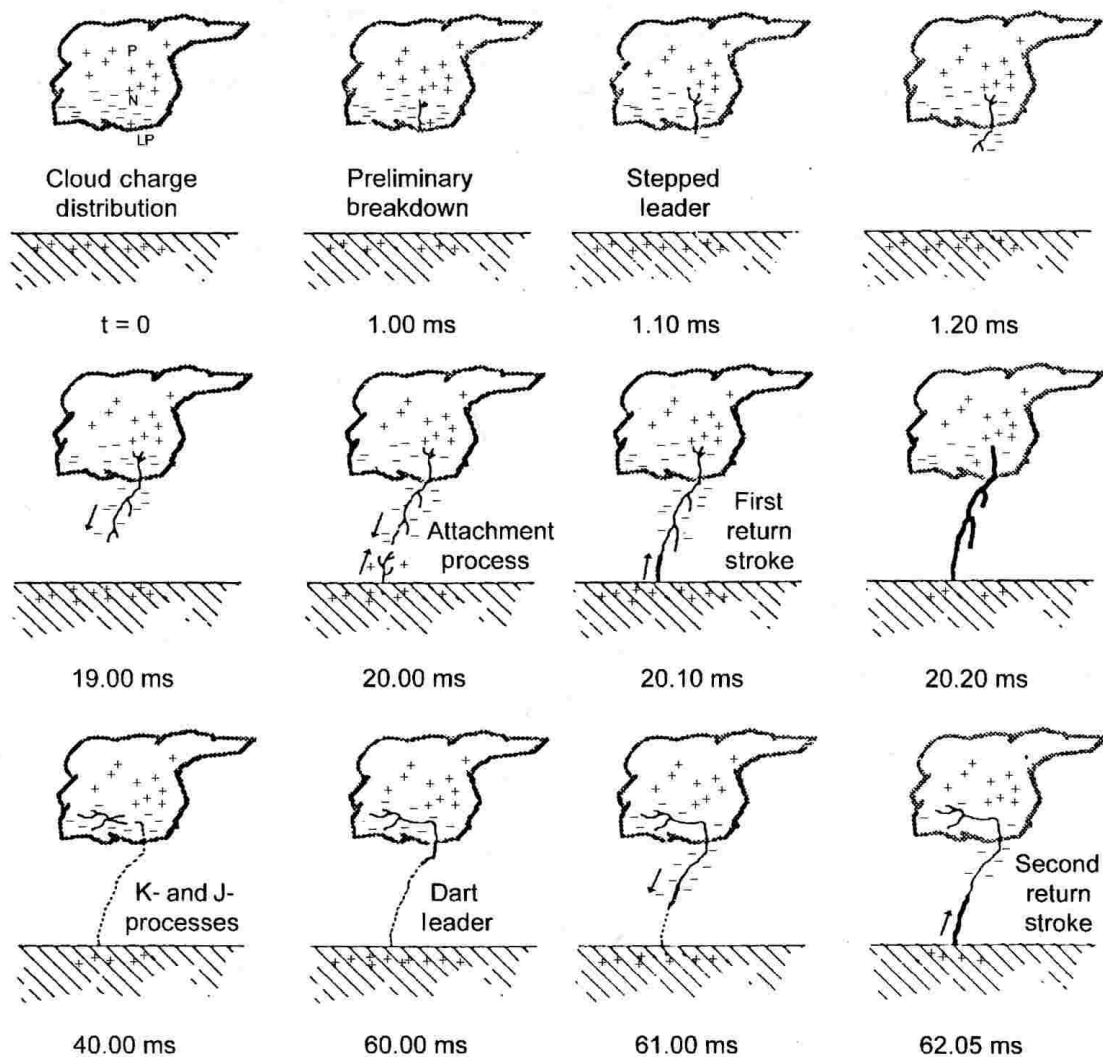 P
N
LP
Cloud charge
distribution
Preliminary
breakdown
Stepped
leader
t = 0
1.00 ms
1.10 ms
1.20 ms
Attachment
process
First
return
stroke
19.00 ms
20.00 ms
20.10 ms
20.20 ms
K- and J-
processes
Dart
leader
Second
return
stroke
40.00 ms
60.00 ms
61.00 ms
62.05 ms